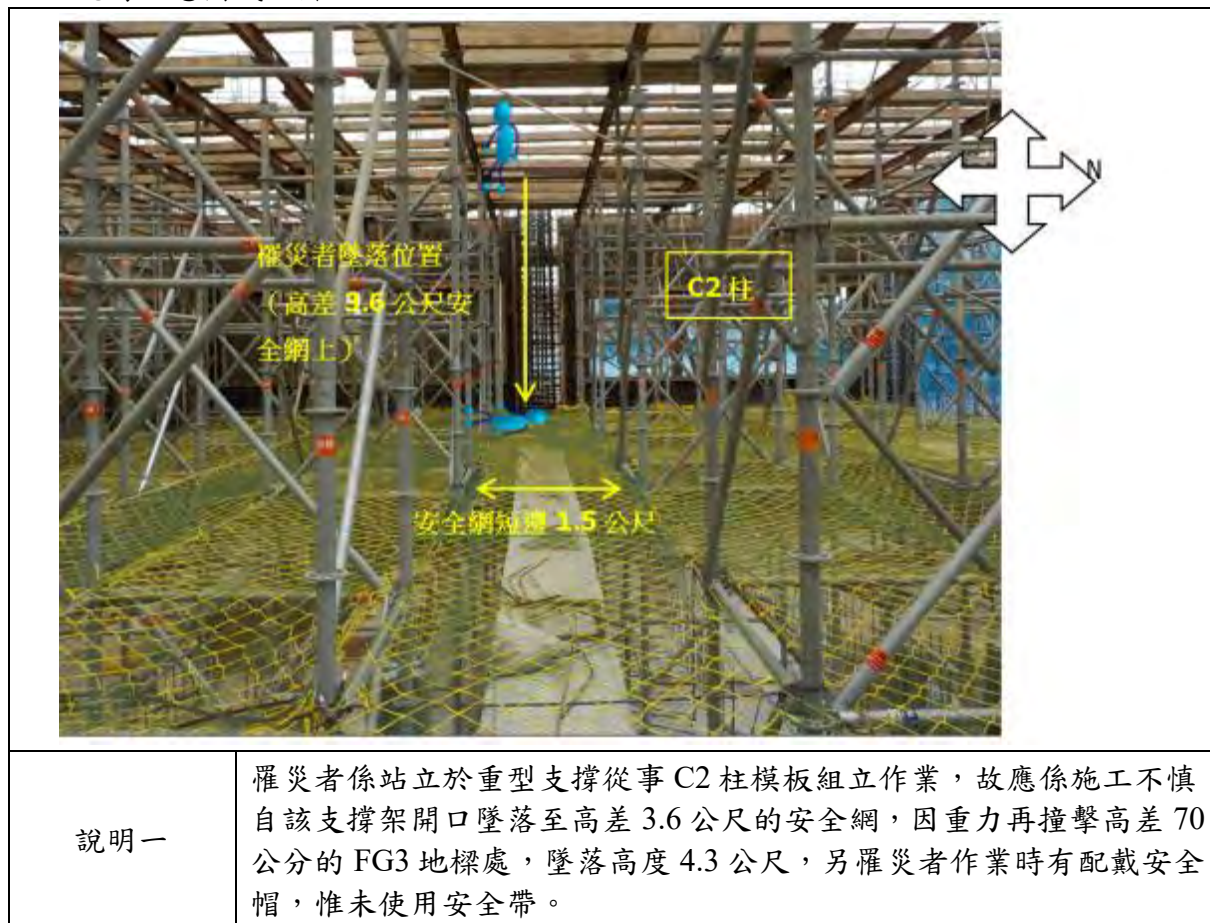 N
罹災者墜落位置
（高差 3.6 公尺安
全網上）
C2 柱
安全網短邊 1.5 公尺
說明一
罹災者係站立於重型支撐從事 C2 柱模板組立作業，故應係施工不慎
自該支撐架開口墜落至高差 3.6 公尺的安全網，因重力再撞擊高差 70
公分的 FG3 地樑處，墜落高度 4.3 公尺，另罹災者作業時有配戴安全
帽，惟未使用安全帶。